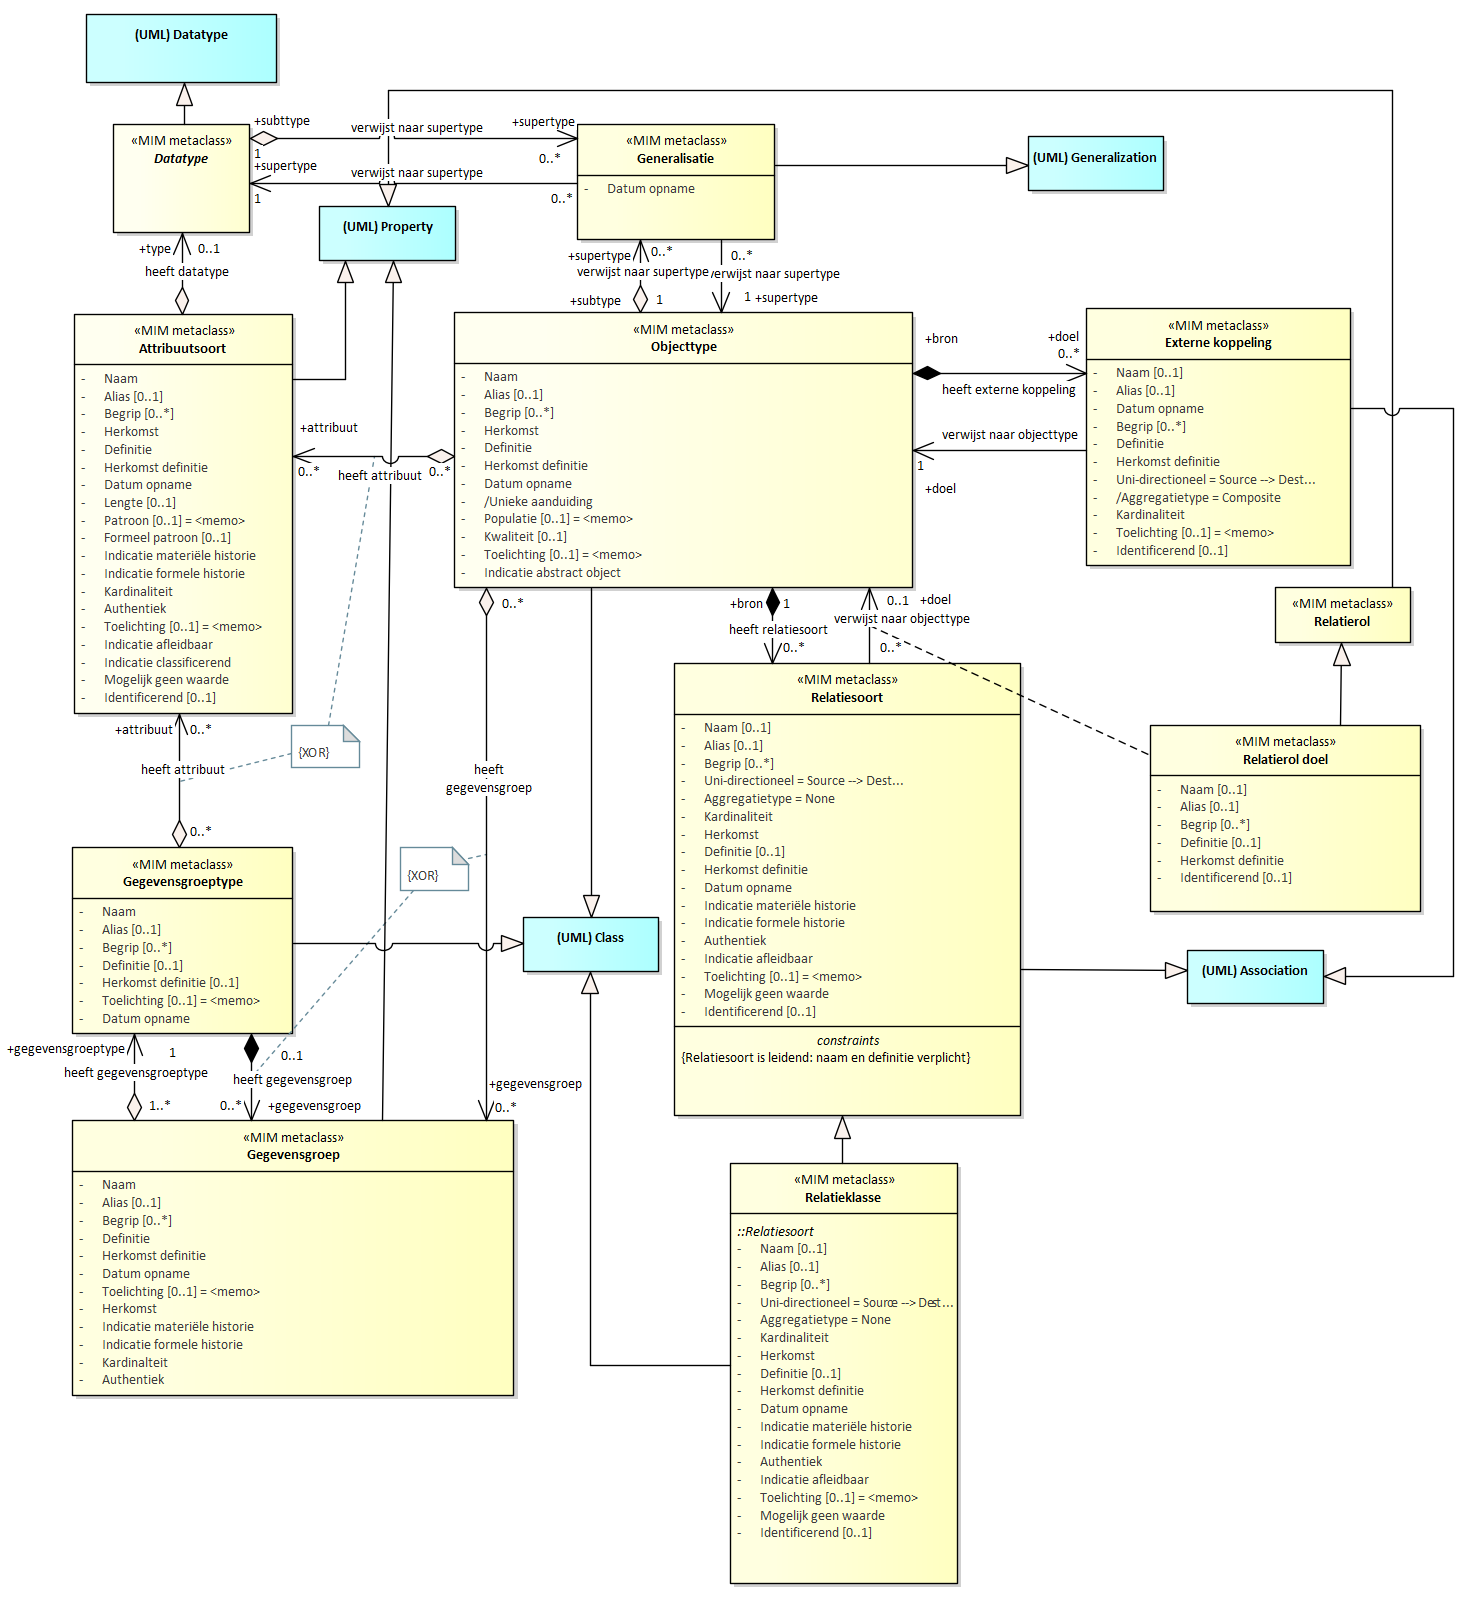 (UML) Datatype
«MIM metaclass»
Datatype
+subttype
1
+supertype
1
verwijst naar supertype
verwijst naar supertype
+supertype
0..*
0..*
«MIM metaclass»
Generalisatie
- Datum opname
(UML) Generalization
(UML) Property
+type
0..1
heeft datatype
+supertype
0..*
verwijst naar supertype
+subtype
1
0..*
verwijst naar supertype
1
+supertype
«MIM metaclass»
Attribuutsoort
- Naam
- Alias [0..1]
- Begrip [0..*]
- Herkomst
- Definitie
- Herkomst definitie
- Datum opname
- Lengte [0..1]
- Patroon [0..1] = <memo>
- Formeel patroon [0..1]
- Indicatie materiële historie
- Indicatie formele historie
- Kardinaliteit
- Authentiek
- Toelichting [0..1] = <memo>
- Indicatie afleidbaar
- Indicatie classificerend
- Mogelijk geen waarde
- Identificerend [0..1]
+attribuut
0..*
heeft attribuut
0..*
«MIM metaclass»
Objecttype
- Naam
- Alias [0..1]
- Begrip [0..*]
- Herkomst
- Definitie
- Herkomst definitie
- Datum opname
- /Unieke aanduiding
- Populatie [0..1] = <memo>
- Kwaliteit [0..1]
- Toelichting [0..1] = <memo>
- Indicatie abstract object
+bron
+doel
0..*
heeft externe koppeling
verwijst naar objecttype
1
+doel
«MIM metaclass»
Externe koppeling
- Naam [0..1]
- Alias [0..1]
- Datum opname
- Begrip [0..*]
- Definitie
- Herkomst definitie
- Uni-directioneel = Source --> Dest...
- /Aggregatietype = Composite
- Kardinaliteit
- Toelichting [0..1] = <memo>
- Identificerend [0..1]
«MIM metaclass»
Relatierol
0..*
+bron
1
heeft relatiesoort
0..*
0..1
+doel
verwijst naar objecttype
0..*
«MIM metaclass»
Relatiesoort
- Naam [0..1]
- Alias [0..1]
- Begrip [0..*]
- Uni-directioneel = Source --> Dest...
- Aggregatietype = None
- Kardinaliteit
- Herkomst
- Definitie [0..1]
- Herkomst definitie
- Datum opname
- Indicatie materiële historie
- Indicatie formele historie
- Authentiek
- Indicatie afleidbaar
- Toelichting [0..1] = <memo>
- Mogelijk geen waarde
- Identificerend [0..1]
constraints
{Relatiesoort is leidend: naam en definitie verplicht}
«MIM metaclass»
Relatierol doel
- Naam [0..1]
- Alias [0..1]
- Begrip [0..*]
- Definitie [0..1]
- Herkomst definitie
- Identificerend [0..1]
+attribuut
0..*
heeft attribuut
0..*
{XOR}
heeft
gegevensgroep
{XOR}
«MIM metaclass»
Gegevensgroeptype
- Naam
- Alias [0..1]
- Begrip [0..*]
- Definitie [0..1]
- Herkomst definitie [0..1]
- Toelichting [0..1] = <memo>
- Datum opname
(UML) Class
(UML) Association
+gegevensgroeptype
1
heeft gegevensgroeptype
1..*
0..1
heeft gegevensgroep
0..*
+gegevensgroep
+gegevensgroep
0..*
«MIM metaclass»
Gegevensgroep
- Naam
- Alias [0..1]
- Begrip [0..*]
- Definitie
- Herkomst definitie
- Datum opname
- Toelichting [0..1] = <memo>
- Herkomst
- Indicatie materiële historie
- Indicatie formele historie
- Kardinalteit
- Authentiek
«MIM metaclass»
Relatieklasse
::Relatiesoort
- Naam [0..1]
- Alias [0..1]
- Begrip [0..*]
- Uni-directioneel = Source --> Dest...
- Aggregatietype = None
- Kardinaliteit
- Herkomst
- Definitie [0..1]
- Herkomst definitie
- Datum opname
- Indicatie materiële historie
- Indicatie formele historie
- Authentiek
- Indicatie afleidbaar
- Toelichting [0..1] = <memo>
- Mogelijk geen waarde
- Identificerend [0..1]